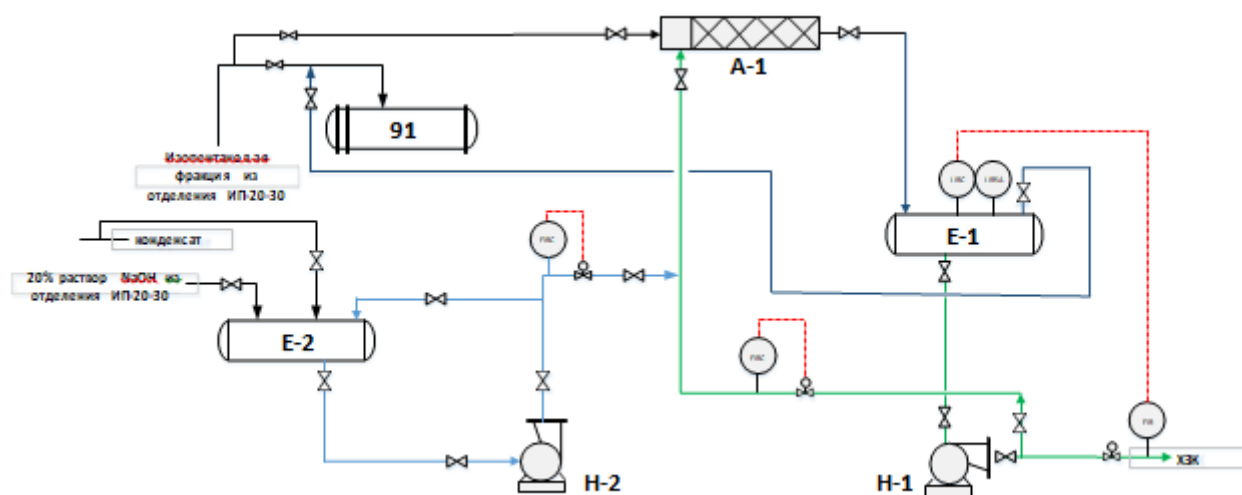 А-1
91
Изопентановая
фракция из
отделения ИП-20-30
Е-1
конденсат
20% раствор NaOH из
отделения ИП-20-30
Е-2
Н-2
Н-1
ХЗК